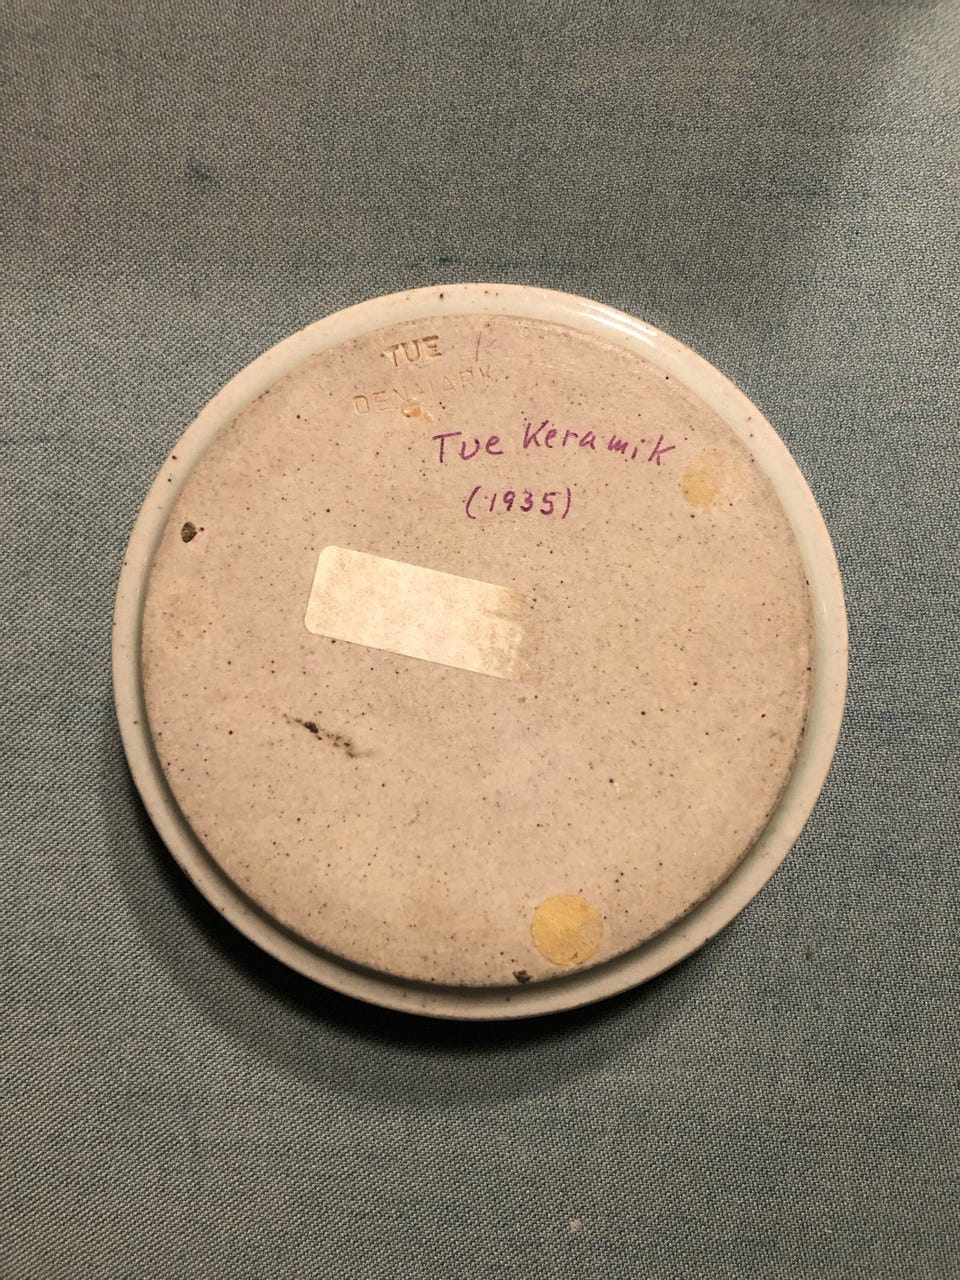 TUE
DENMARK
Tue Keramik
(1935)